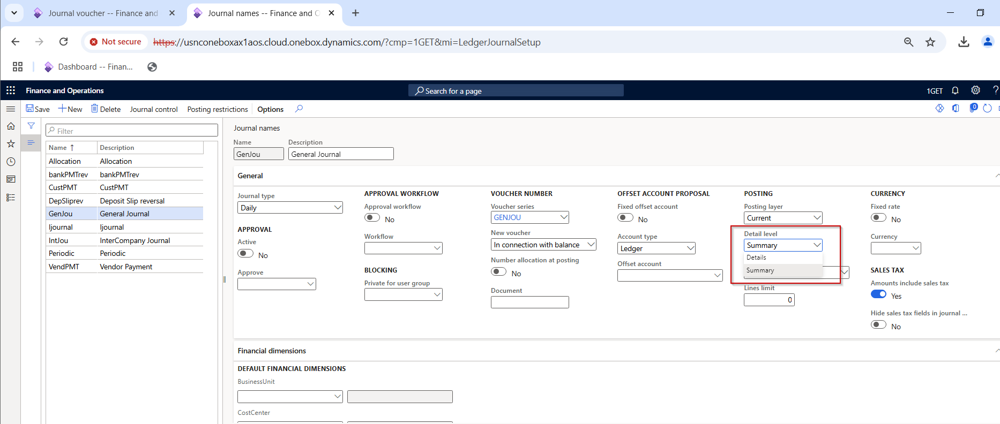 Journal voucher -- Finance and
Journal names -- Finance and O
Not secure
https://usnconeboxax1aos.cloud.onebox.dynamics.com/?cmp=1GET&mi=LedgerJournalSetup
Dashboard -- Finan...
Finance and Operations
Search for a page
1GET
?
Save
New
Delete
Journal control
Posting restrictions
Options
0
Filter
Name
Description
Allocation Allocation
bankPMTrev bankPMTrev
CustPMT CustPMT
DepSliprev Deposit Slip reversal
GenJou General Journal
Ijournal Ijournal
IntJou InterCompany Journal
Periodic Periodic
VendPMT Vendor Payment
Journal names
Name
GenJou
Description
General Journal
General
Journal type
Daily
APPROVAL
Active
No
Approve
APPROVAL WORKFLOW
Approval workflow
No
Workflow
BLOCKING
Private for user group
VOUCHER NUMBER
Voucher series
GENJOU
New voucher
In connection with balance
Number allocation at posting
No
Document
OFFSET ACCOUNT PROPOSAL
Fixed offset account
No
Account type
Ledger
Offset account
POSTING
Posting layer
Current
Detail level
Summary
Details
Summary
Lines limit
0
CURRENCY
Fixed rate
No
Currency
SALES TAX
Amounts include sales tax
Yes
Hide sales tax fields in journal ...
No
Financial dimensions
DEFAULT FINANCIAL DIMENSIONS
BusinessUnit
CostCenter